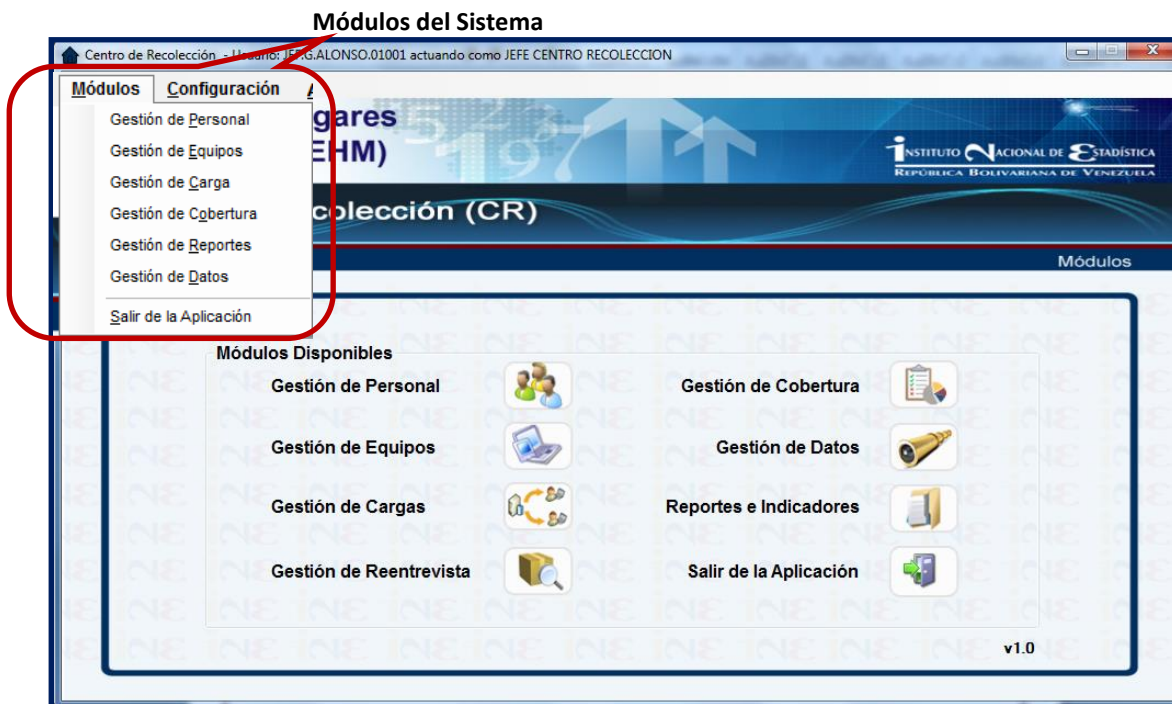 Módulos del Sistema
Centro de Recolección - Usuario: JEF.G.ALONSO.01001 actuando como JEFE CENTRO RECOLECCION
Módulos Configuración
Gestión de Personal
Gestión de Equipos
Gestión de Carga
Gestión de Cobertura
Gestión de Reportes
Gestión de Datos
Salir de la Aplicación
gares
EHM)
INSTITUTO NACIONAL DE ESTADÍSTICA
REPÚBLICA BOLIVARIANA DE VENEZUELA
colección (CR)
Módulos
Módulos Disponibles
Gestión de Personal
Gestión de Cobertura
Gestión de Equipos
Gestión de Datos
Gestión de Cargas
Reportes e Indicadores
Gestión de Reentrevista
Salir de la Aplicación
v1.0